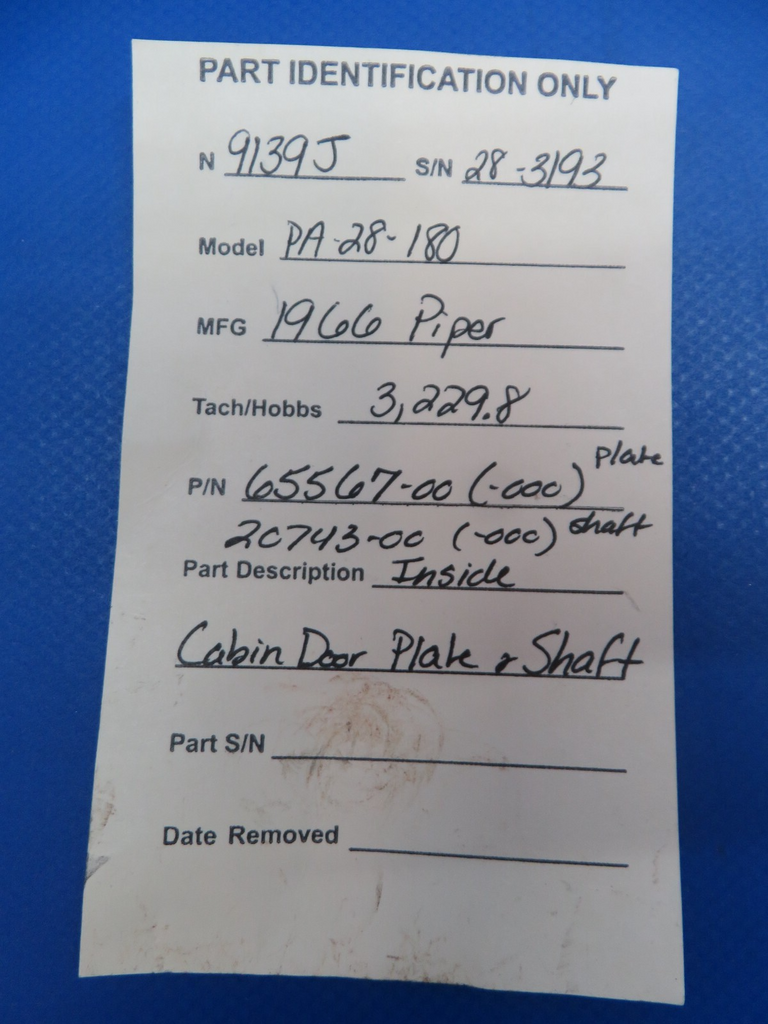 PART IDENTIFICATION ONLY
N 9139J S/N 28-3193
Model PA-28-180
MFG 1966 Piper
Tach/Hobbs 3,229.8
P/N 65567-00 (-000) plate
20743-00 (-000) shaft
Part Description Inside
Cabin Door Plate & Shaft
Part S/N
Date Removed